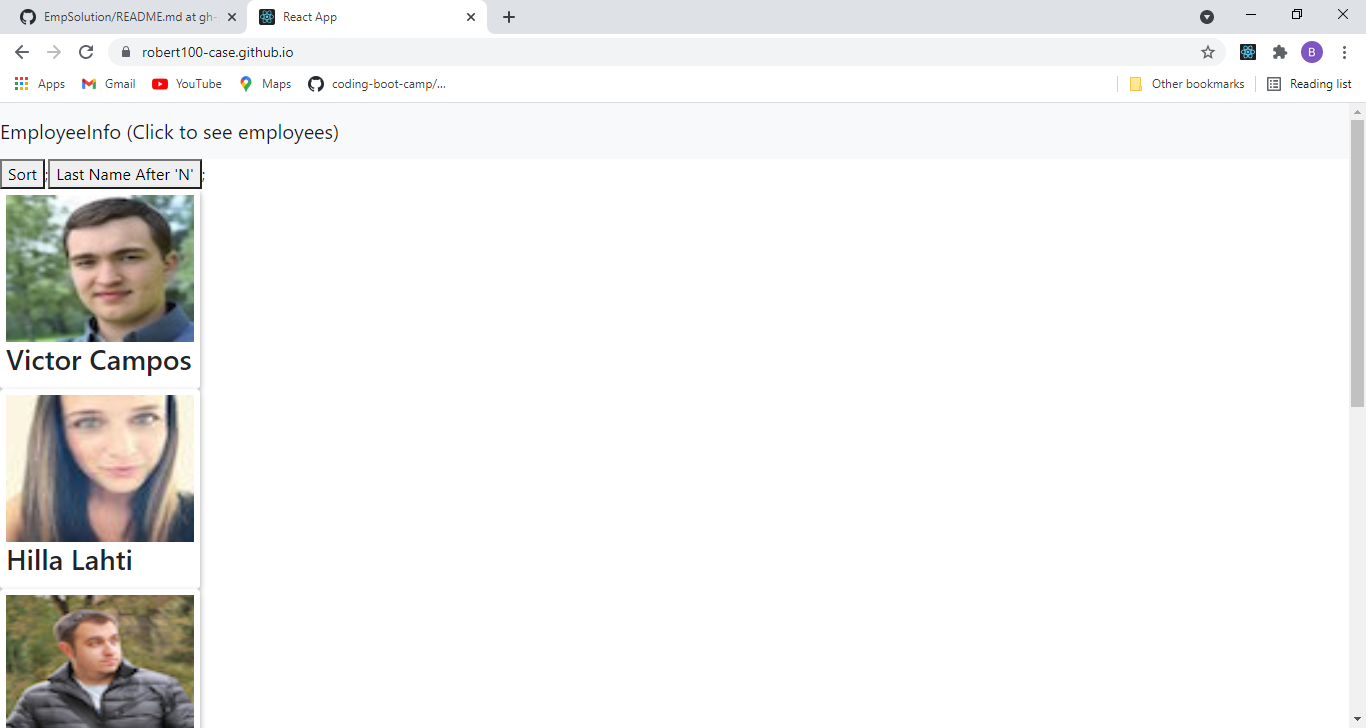 EmpSolution/README.md at gh- React App
robert100-case.github.io B
Apps Gmail YouTube Maps coding-boot-camp/... Other bookmarks Reading list
EmployeeInfo (Click to see employees)
Sort; Last Name After 'N';
Victor Campos
Hilla Lahti